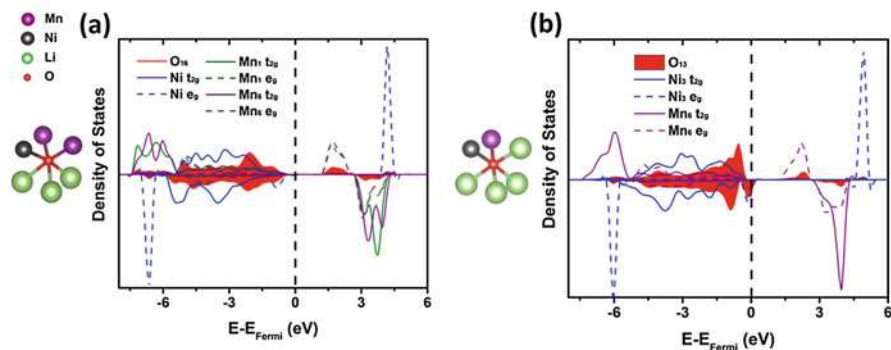 Mn
Ni
Li
O
(a)
O₁₆
Ni t₂g
Ni eg
Mn₁ t₂g
Mn₁ eg
Mn₆ t₂g
Mn₆ eg
Density of States
-6 -3 0 3 6
E-EFermi (eV)
(b)
O₁₃
Ni₃ t₂g
Ni₃ eg
Mn₆ t₂g
Mn₆ eg
Density of States
-6 -3 0 3 6
E-EFermi (eV)